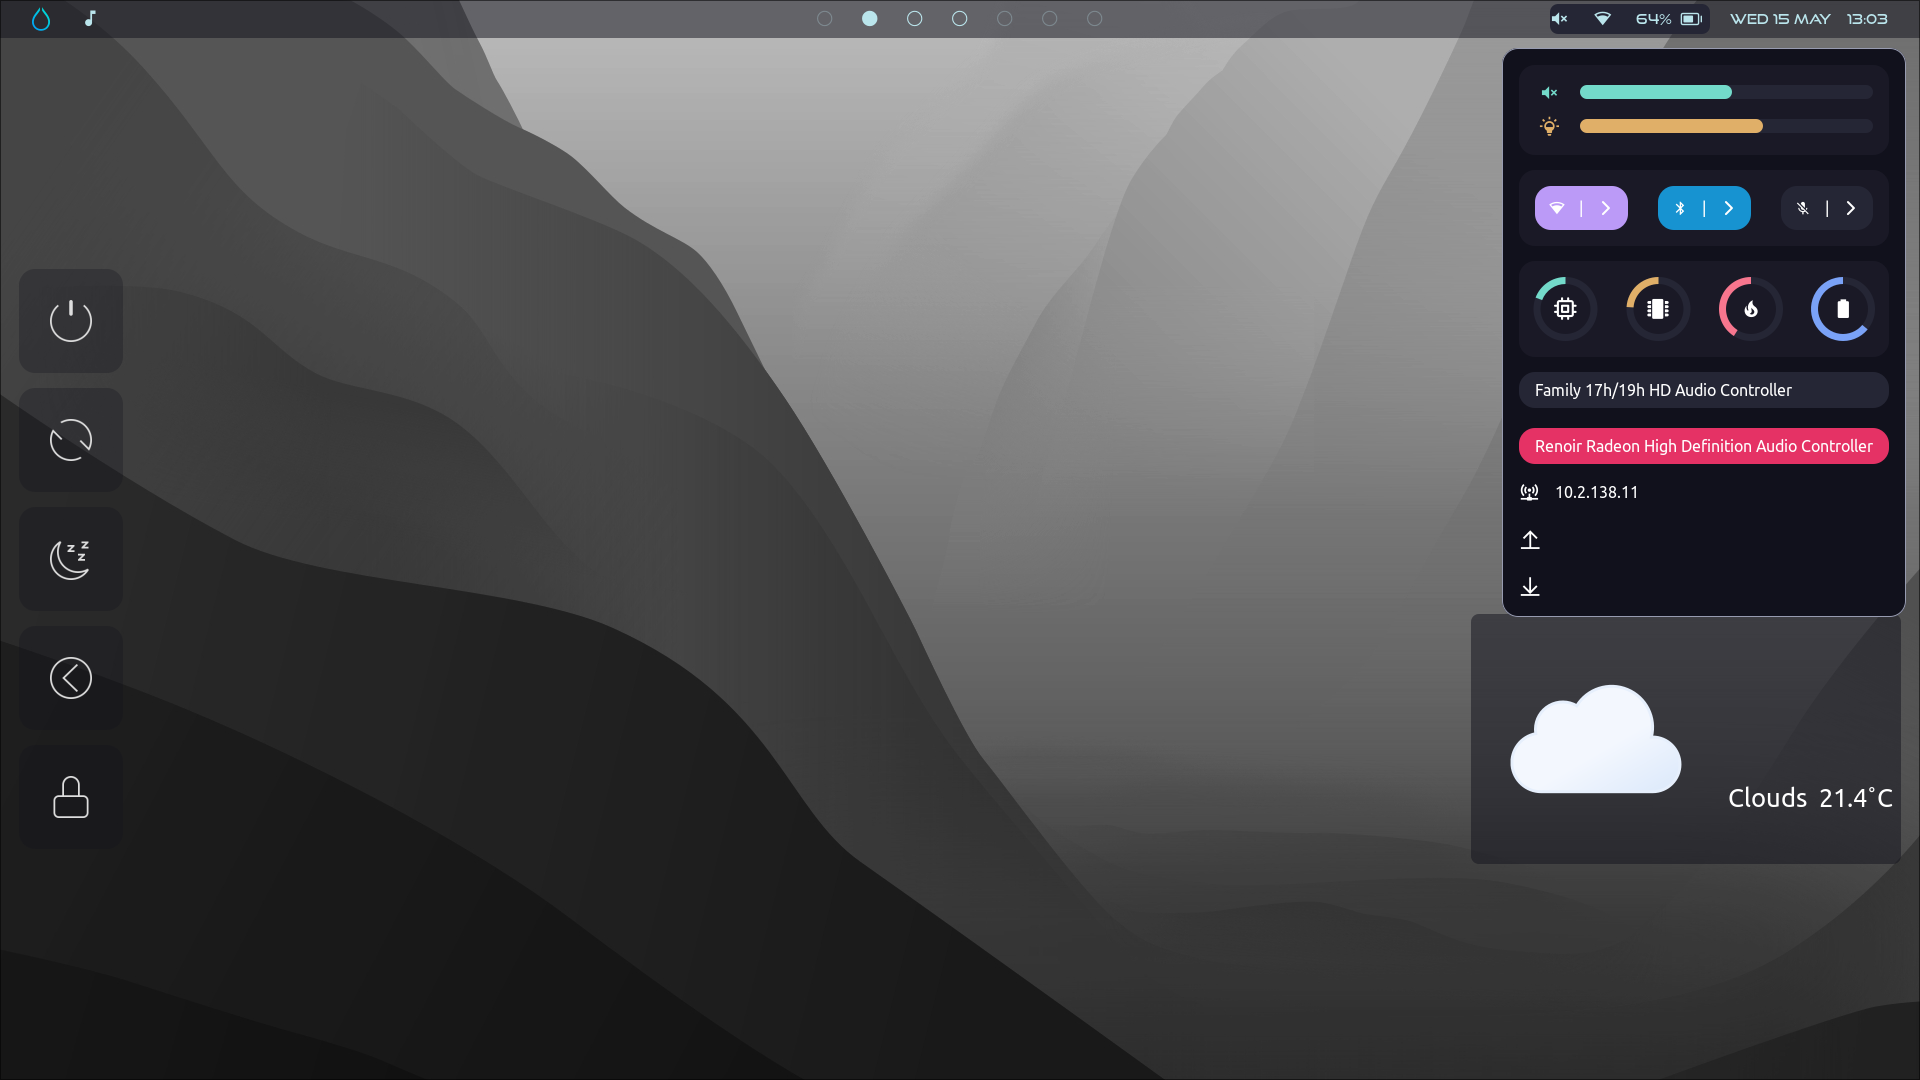 64%
WED 15 MAY
13:03
Family 17h/19h HD Audio Controller
Renoir Radeon High Definition Audio Controller
10.2.138.11
Clouds 21.4°C